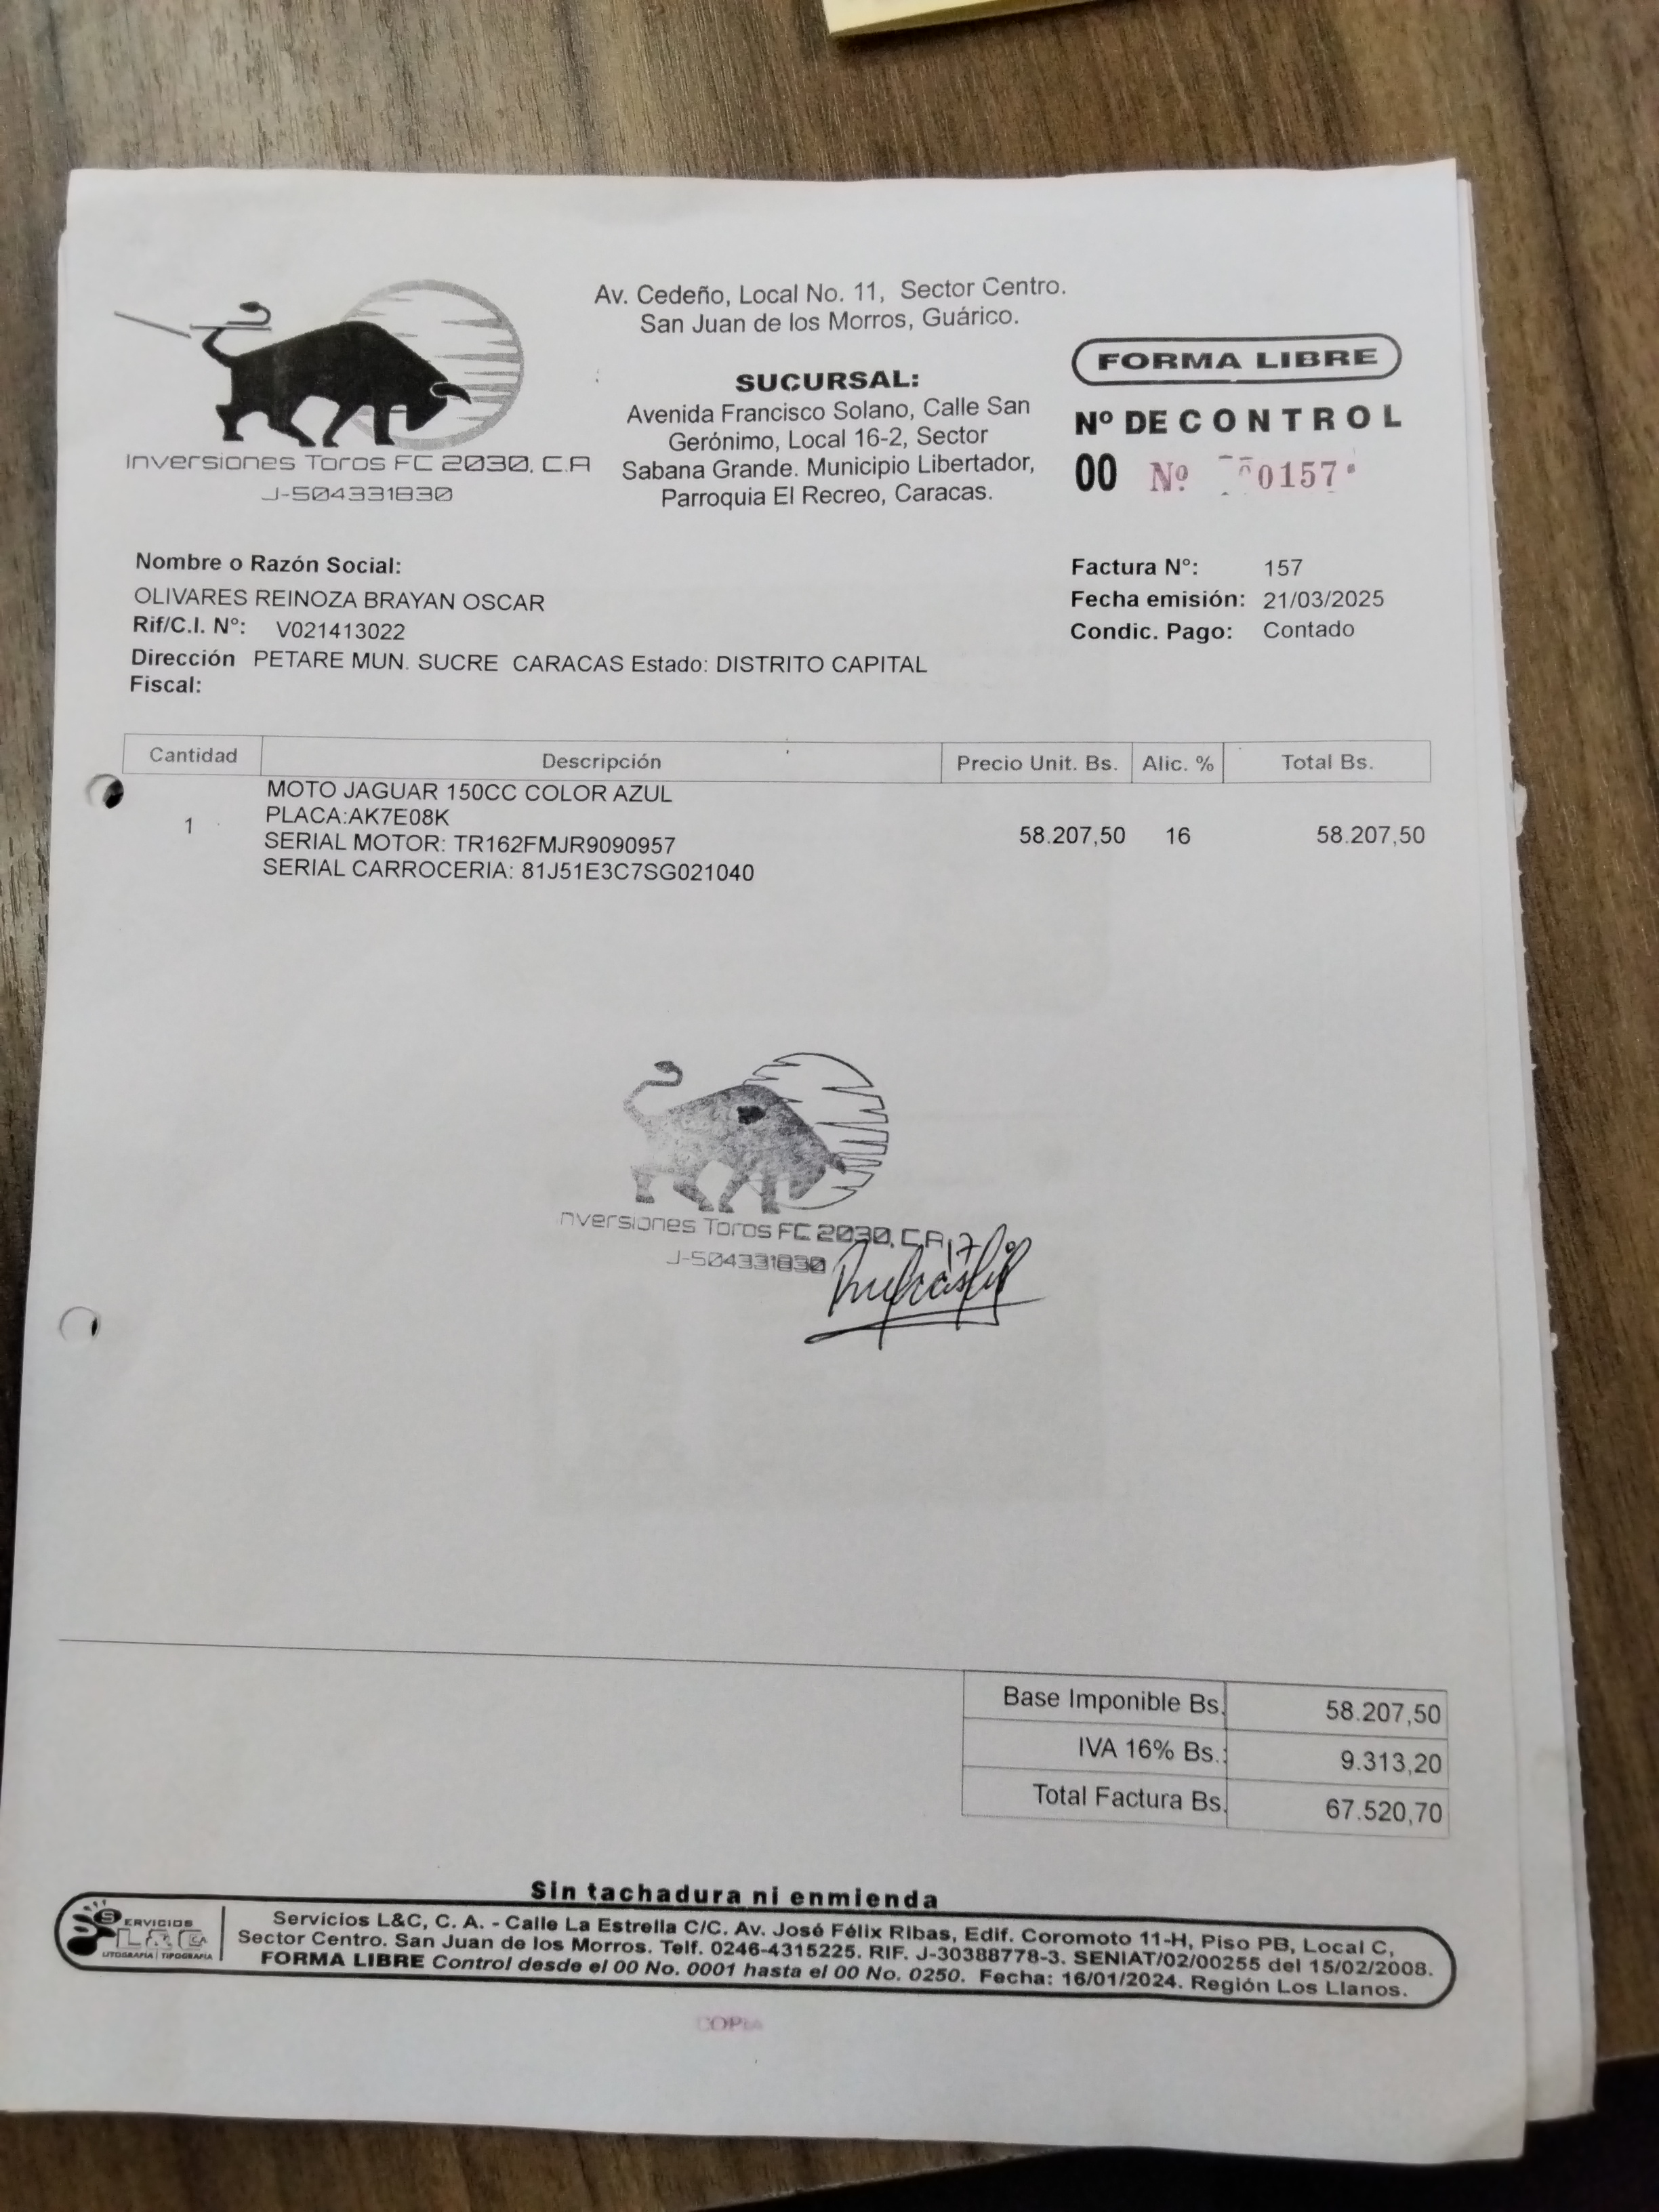 Av. Cedeño, Local No. 11, Sector Centro.
San Juan de los Morros, Guárico.
SUCURSAL:
Avenida Francisco Solano, Calle San
Gerónimo, Local 16-2, Sector
Sabana Grande. Municipio Libertador,
Parroquia El Recreo, Caracas.
Inversiones Toros FC 2030, C.A
J-504331830
FORMA LIBRE
Nº DE CONTROL
00 Nº 0157
Nombre o Razón Social:
OLIVARES REINOZA BRAYAN OSCAR
Rif/C.I. Nº: V021413022
Dirección PETARE MUN. SUCRE CARACAS Estado: DISTRITO CAPITAL
Fiscal:
Factura Nº: 157
Fecha emisión: 21/03/2025
Condic. Pago: Contado
Cantidad Descripción Precio Unit. Bs. Alic. % Total Bs.
MOTO JAGUAR 150CC COLOR AZUL
PLACA:AK7E08K
1 SERIAL MOTOR: TR162FMJR9090957 58.207,50 16 58.207,50
SERIAL CARROCERIA: 81J51E3C7SG021040
nversiones Toros FC 2030, C.A
J-504331830
Base Imponible Bs. 58.207,50
IVA 16% Bs.: 9.313,20
Total Factura Bs. 67.520,70
Sin tachadura ni enmienda
SERVICIOS
L&C CA
LITOGRAFIA | TIPOGRAFIA
Servicios L&C, C. A. - Calle La Estrella C/C. Av. José Félix Ribas, Edif. Coromoto 11-H, Piso PB, Local C,
Sector Centro. San Juan de los Morros. Telf. 0246-4315225. RIF. J-30388778-3. SENIAT/02/00255 del 15/02/2008.
FORMA LIBRE Control desde el 00 No. 0001 hasta el 00 No. 0250. Fecha: 16/01/2024. Región Los Llanos.
COPIA